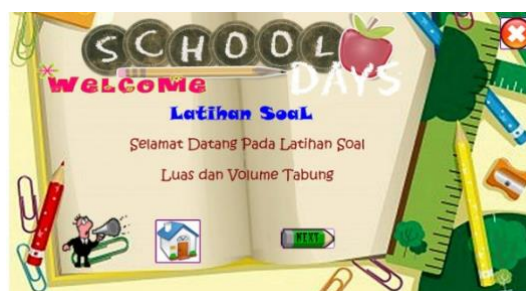 SCHOOL
DAYS
WELCOME
Latihan Soal
Selamat Datang Pada Latihan Soal
Luas dan Volume Tabung
NEXT